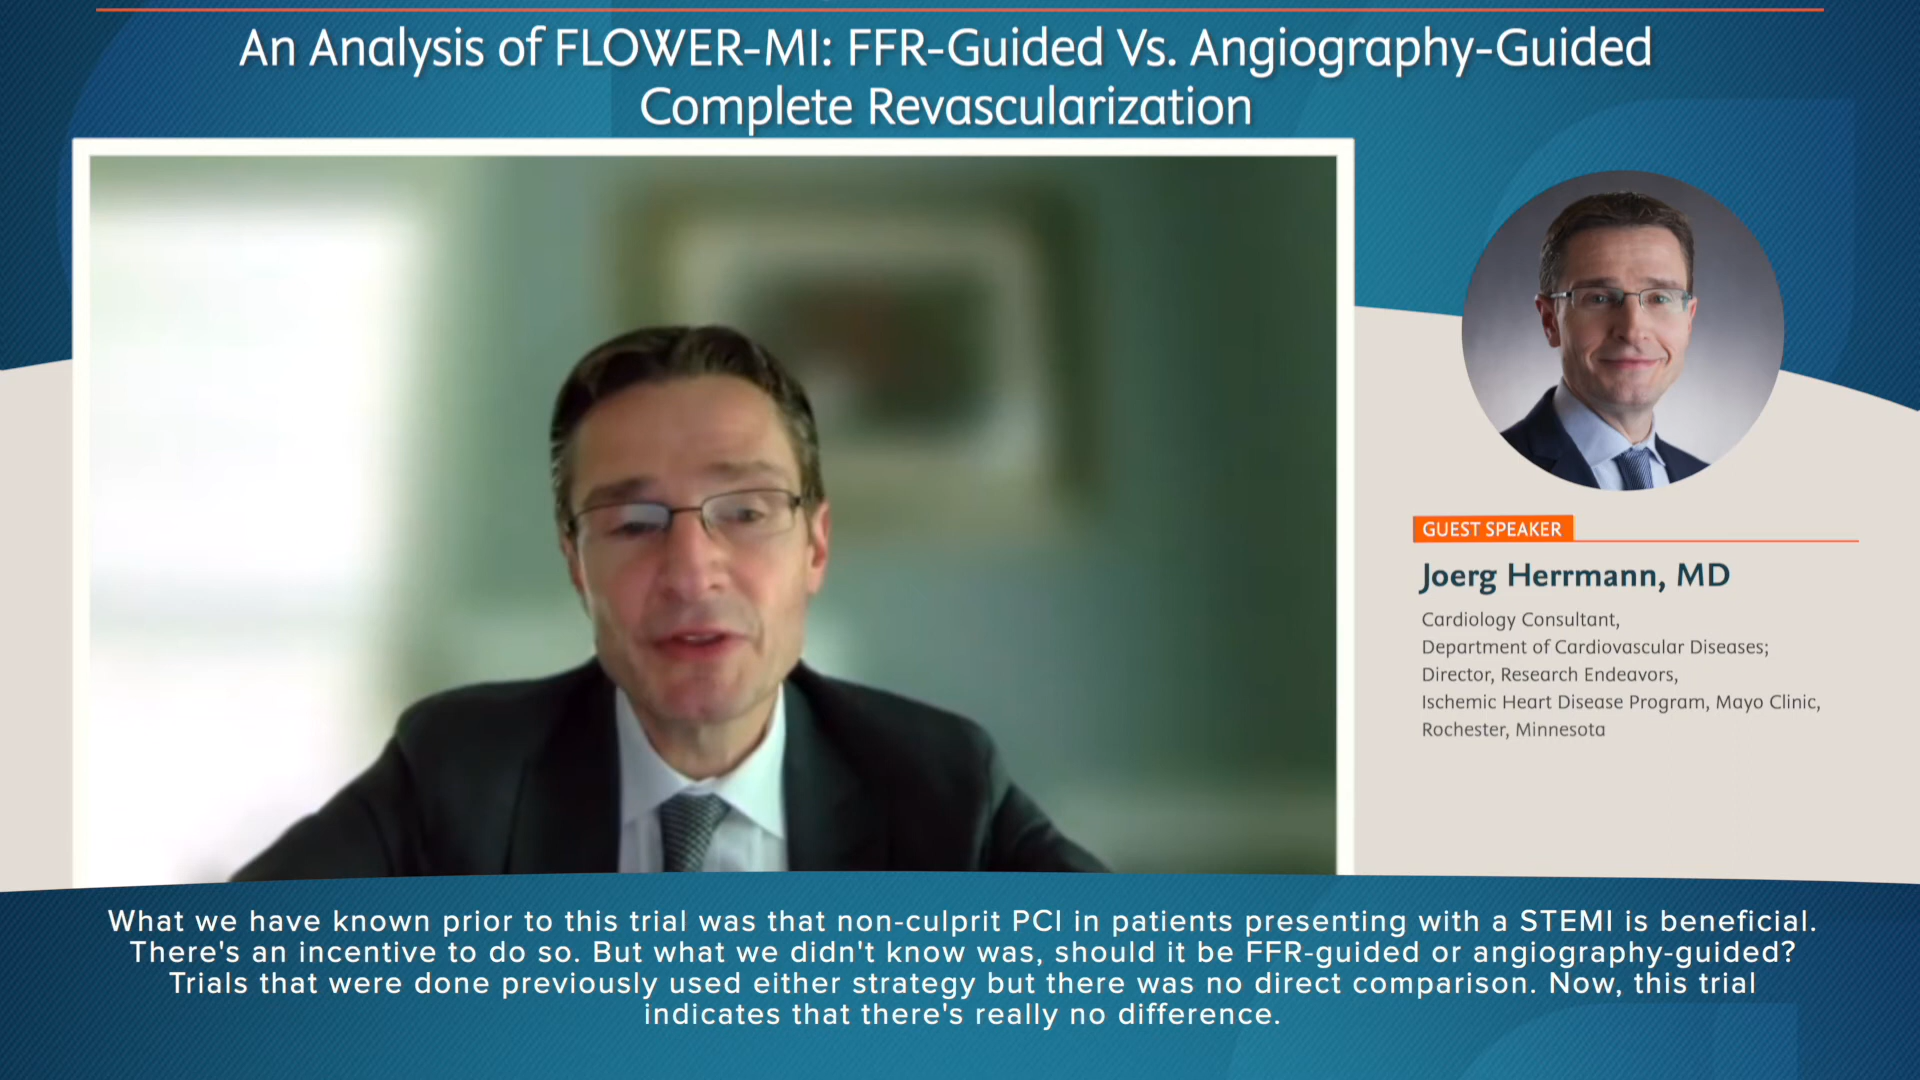 An Analysis of FLOWER-MI: FFR-Guided Vs. Angiography-Guided
Complete Revascularization
GUEST SPEAKER
Joerg Herrmann, MD
Cardiology Consultant,
Department of Cardiovascular Diseases;
Director, Research Endeavors,
Ischemic Heart Disease Program, Mayo Clinic,
Rochester, Minnesota
What we have known prior to this trial was that non-culprit PCI in patients presenting with a STEMI is beneficial.
There's an incentive to do so. But what we didn't know was, should it be FFR-guided or angiography-guided?
Trials that were done previously used either strategy but there was no direct comparison. Now, this trial
indicates that there's really no difference.